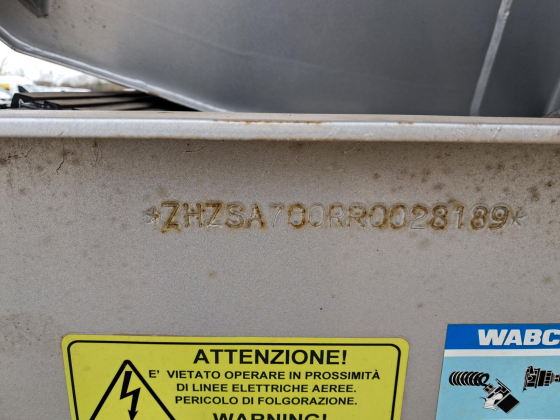 *ZHZSA700RR0028189*
ATTENZIONE!
E' VIETATO OPERARE IN PROSSIMITÀ
DI LINEE ELETTRICHE AEREE.
PERICOLO DI FOLGORAZIONE.
WARNING!
WABC